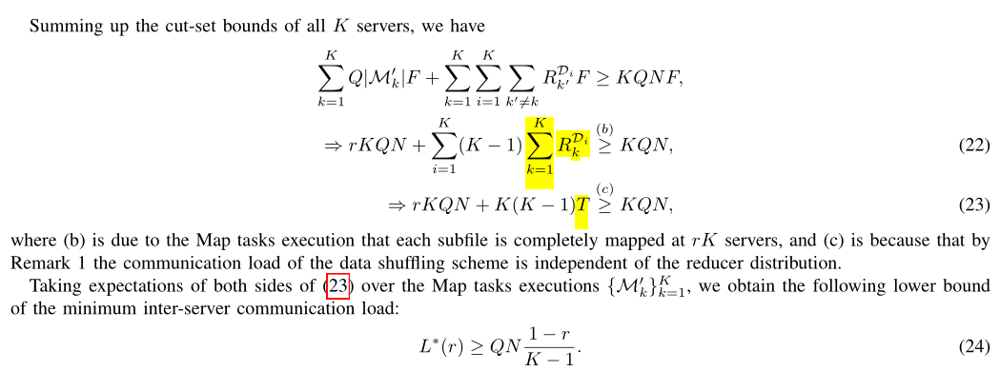 Summing up the cut-set bounds of all K servers, we have
\sum_{k=1}^{K} Q|\mathcal{M}'_k|F + \sum_{k=1}^{K} \sum_{i=1}^{K} \sum_{k' \neq k} R_{k'}^{\mathcal{D}_i} F \geq KQNF,
\Rightarrow rKQN + \sum_{i=1}^{K} (K-1) \sum_{k=1}^{K} R_k^{\mathcal{D}_i} \overset{(b)}{\geq} KQN, (22)
\Rightarrow rKQN + K(K-1)T \overset{(c)}{\geq} KQN, (23)
where (b) is due to the Map tasks execution that each subfile is completely mapped at rK servers, and (c) is because that by
Remark 1 the communication load of the data shuffling scheme is independent of the reducer distribution.
Taking expectations of both sides of (23) over the Map tasks executions \{\mathcal{M}'_k\}_{k=1}^{K}, we obtain the following lower bound
of the minimum inter-server communication load:
L^*(r) \geq QN \frac{1-r}{K-1}. (24)